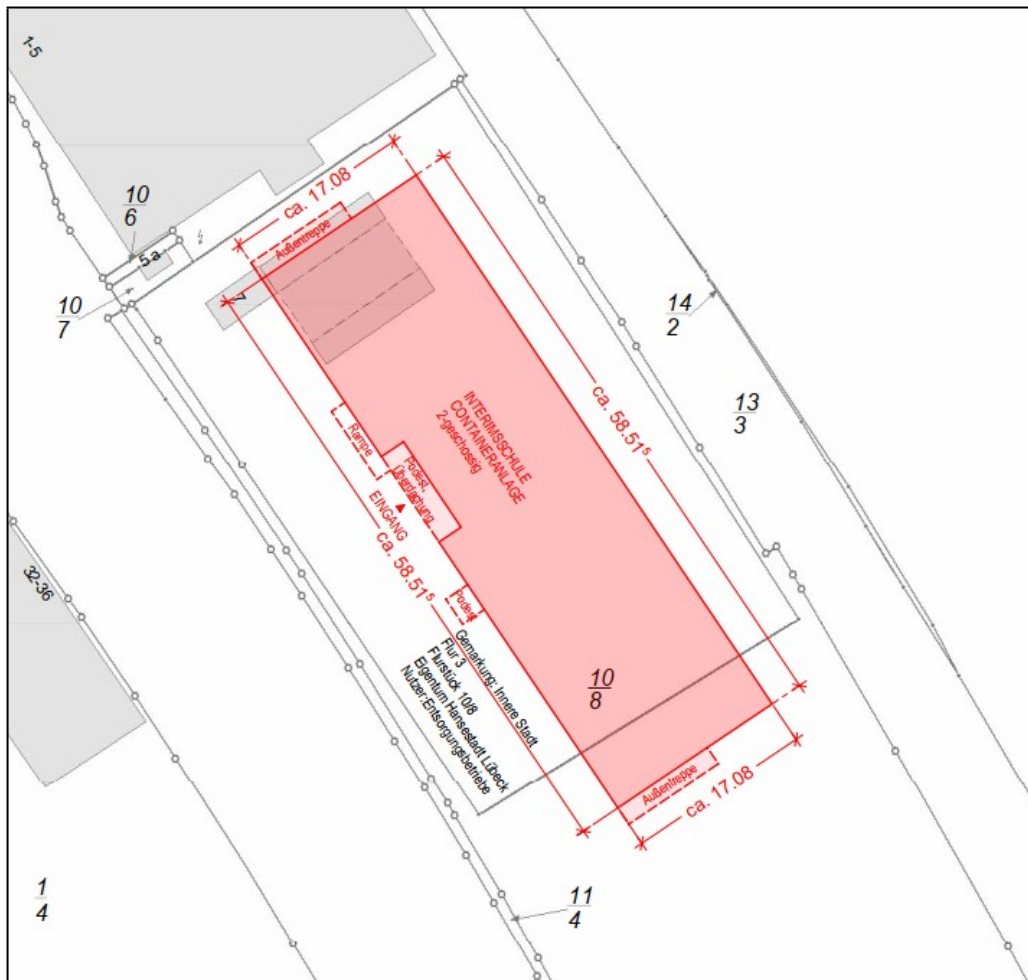 1-5
10
6
5 a
10
7
ca. 17.08
Außentreppe
7
14
2
13
3
ca. 58.51⁵
INTERIMSSCHULE
CONTAINERANLAGE
2-geschossig
Rampe
Podest,
Überdachung
EINGANG
ca. 58.51⁵
Podest
32-36
Gemarkung: Innere Stadt
Flur 3
Flurstück 10/8
Eigentum Hansestadt Lübeck
Nutzer:Entsorgungsbetriebe
10
8
Außentreppe
ca. 17.08
1
4
11
4